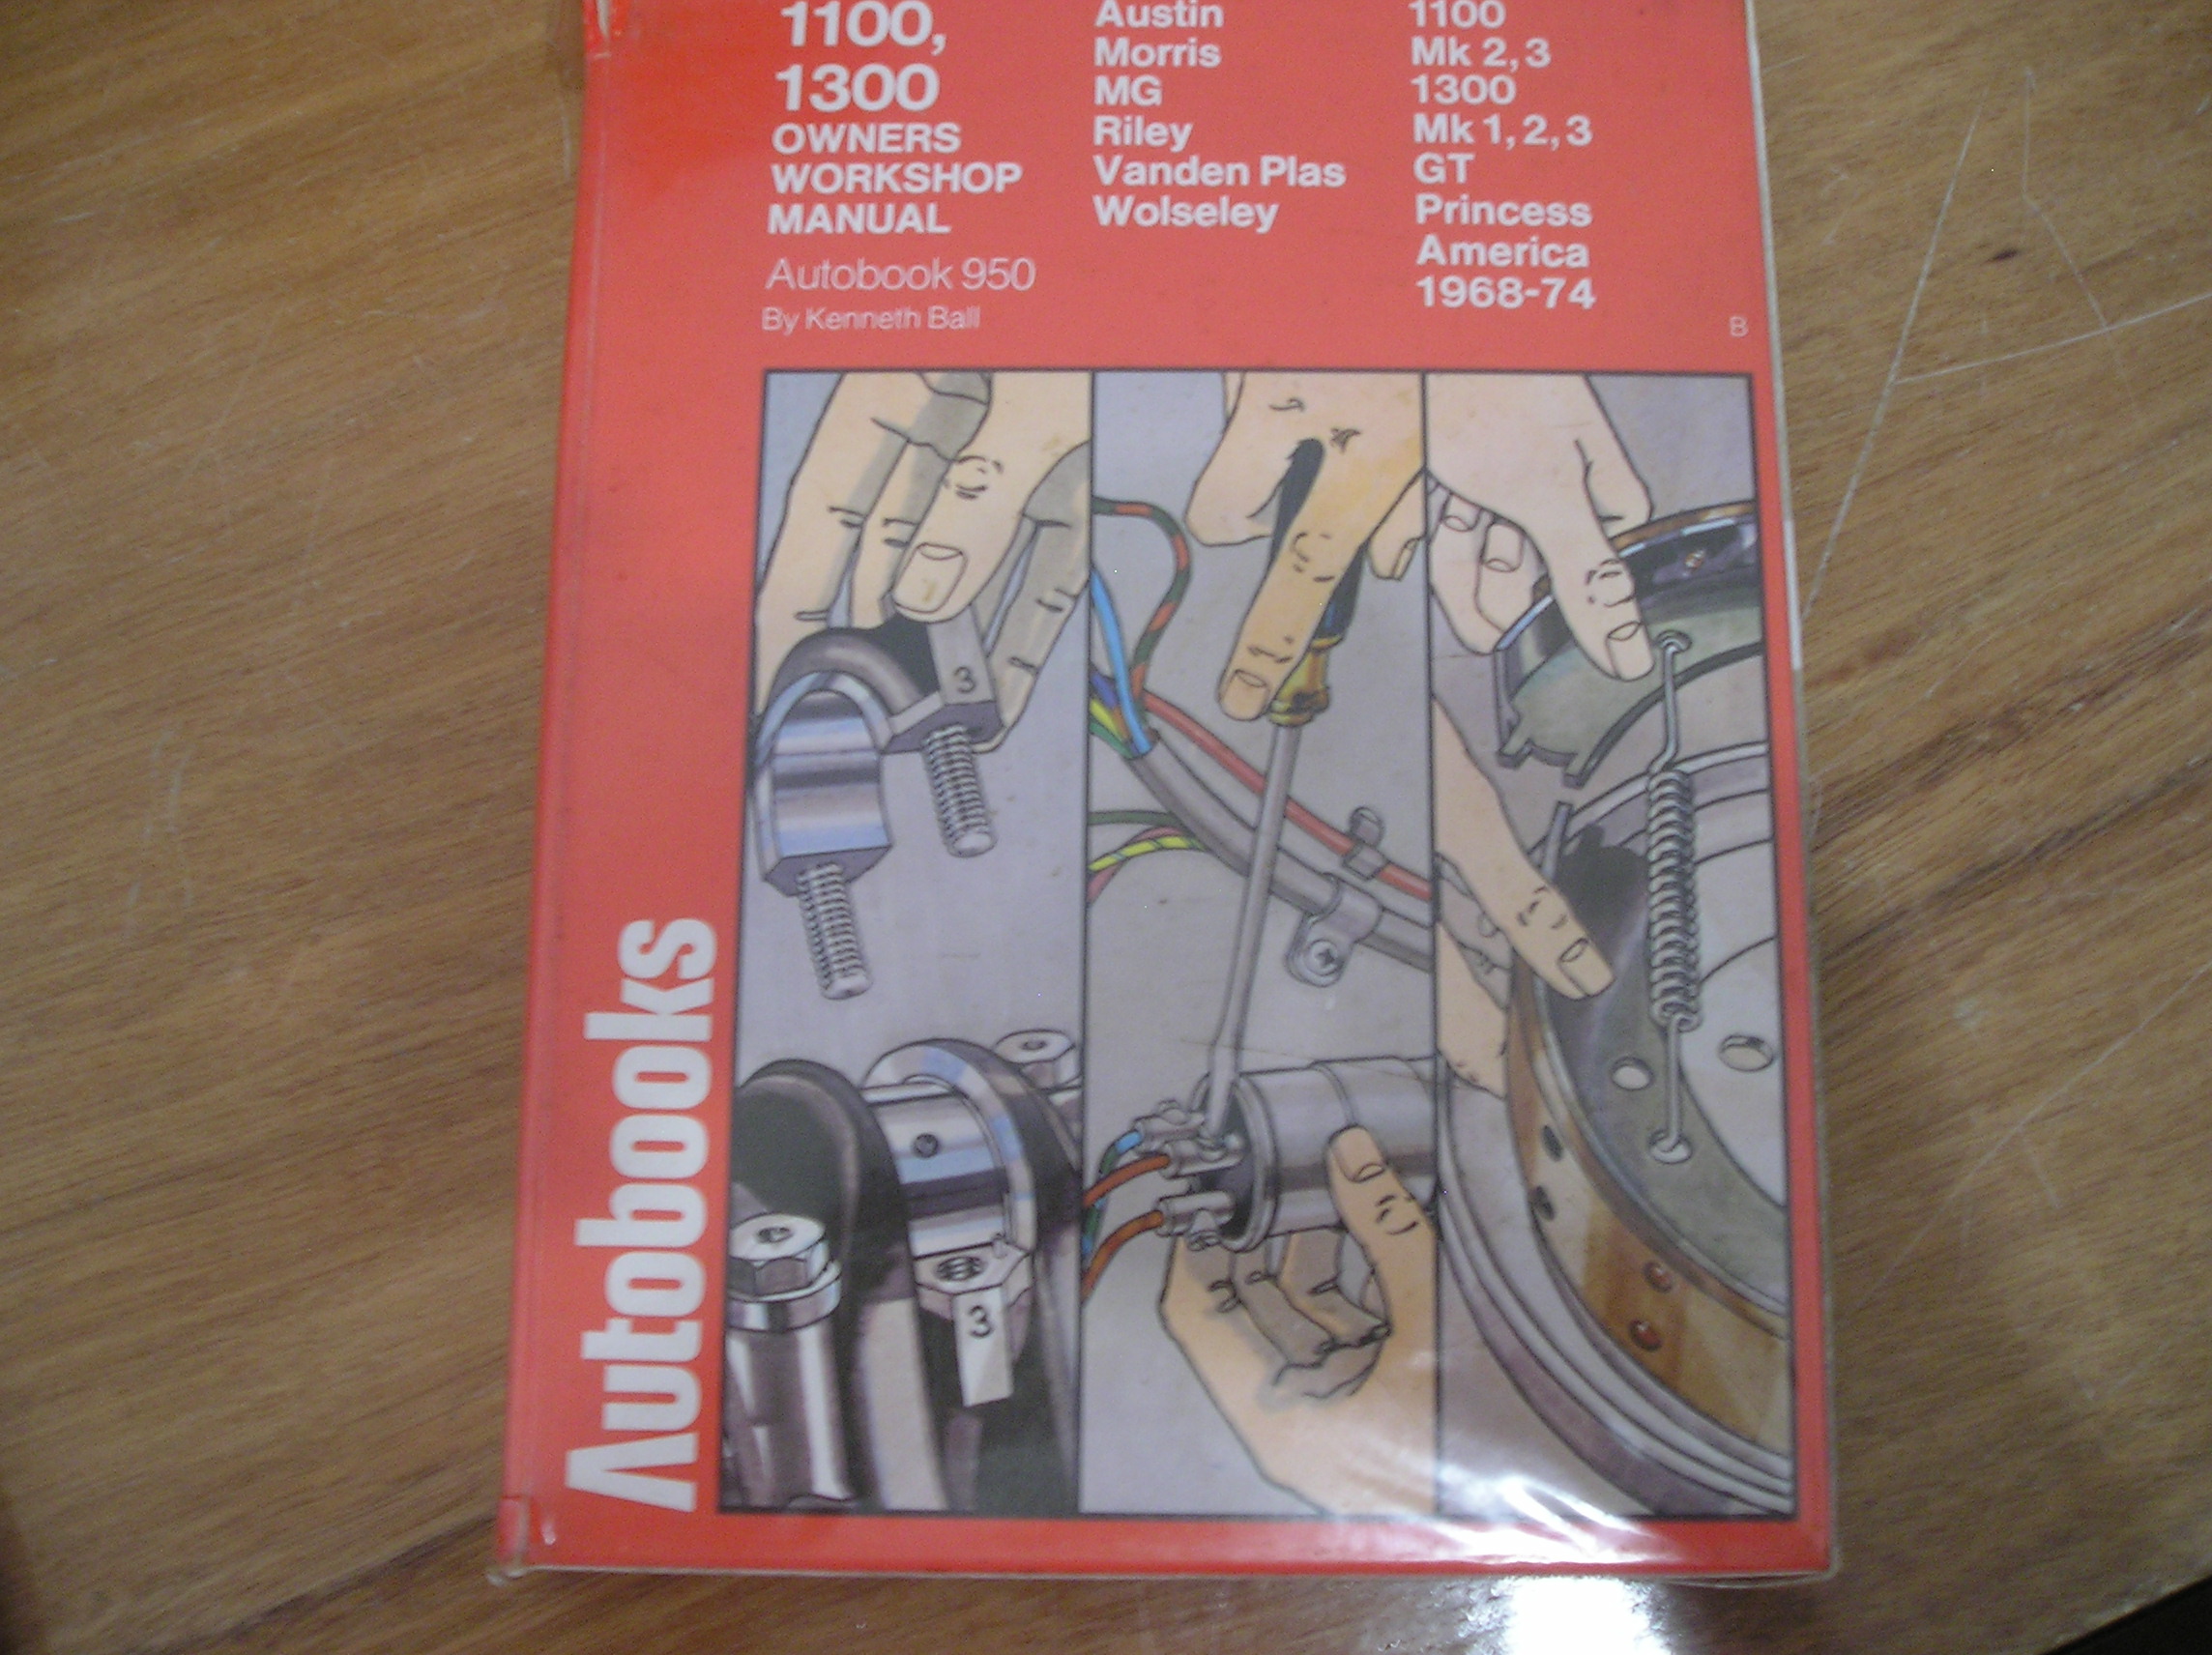 1100,
1300
OWNERS
WORKSHOP
MANUAL
Autobook 950
By Kenneth Ball
Austin
Morris
MG
Riley
Vanden Plas
Wolseley
1100
Mk 2, 3
1300
Mk 1, 2, 3
GT
Princess
America
1968-74
B
3
3
Autobooks